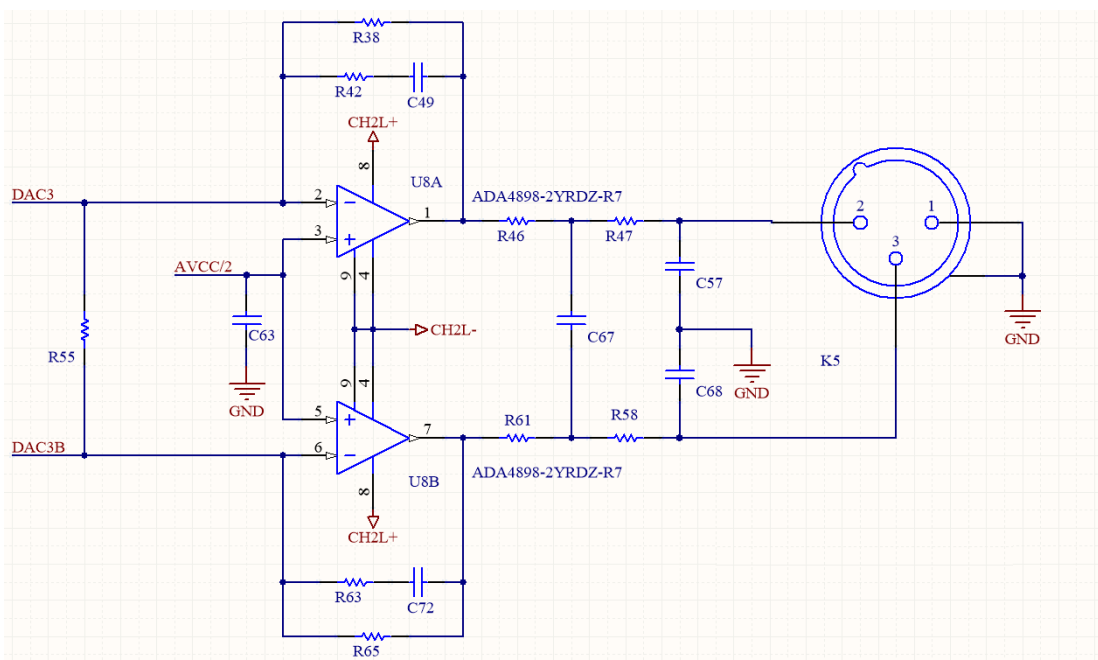 R38
R42
C49
CH2L+
8
U8A
ADA4898-2YRDZ-R7
DAC3
2
1
3
R46
R47
2
1
3
AVCC/2
9
4
C57
C63
CH2L-
C67
GND
R55
K5
GND
C68
GND
9
4
5
R61
R58
7
DAC3B
6
ADA4898-2YRDZ-R7
U8B
8
CH2L+
R63
C72
R65